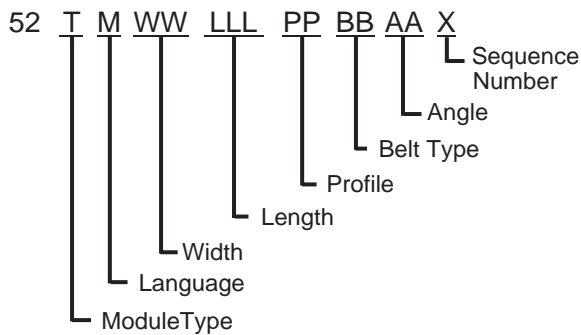 52 T M WW LLL PP BB AA X
Sequence
Number
Angle
Belt Type
Profile
Length
Width
Language
ModuleType